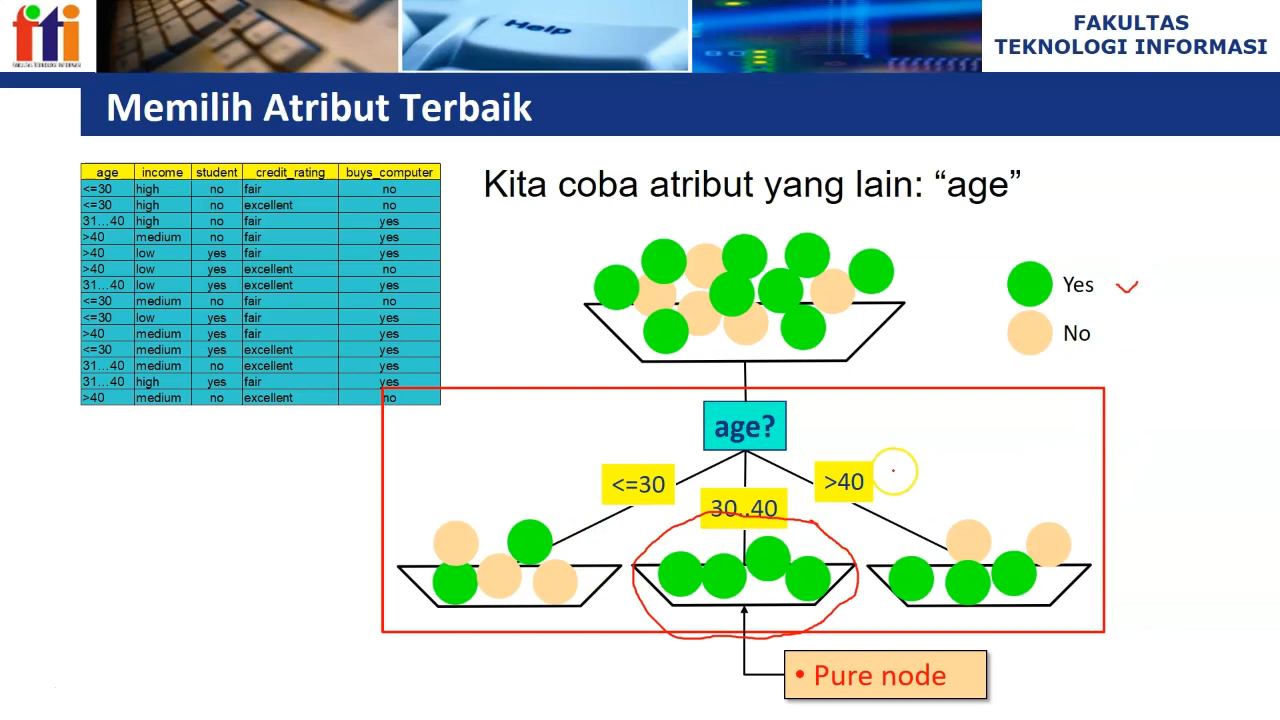 fti
FAKULTAS TEKNOLOGI INFORMASI
Help
FAKULTAS
TEKNOLOGI INFORMASI
Memilih Atribut Terbaik
age income student credit_rating buys_computer
<=30 high no fair no
<=30 high no excellent no
31…40 high no fair yes
>40 medium no fair yes
>40 low yes fair yes
>40 low yes excellent no
31…40 low yes excellent yes
<=30 medium no fair no
<=30 low yes fair yes
>40 medium yes fair yes
<=30 medium yes excellent yes
31…40 medium no excellent yes
31…40 high yes fair yes
>40 medium no excellent no
Kita coba atribut yang lain: “age”
Yes
No
age?
<=30
30..40
>40
• Pure node